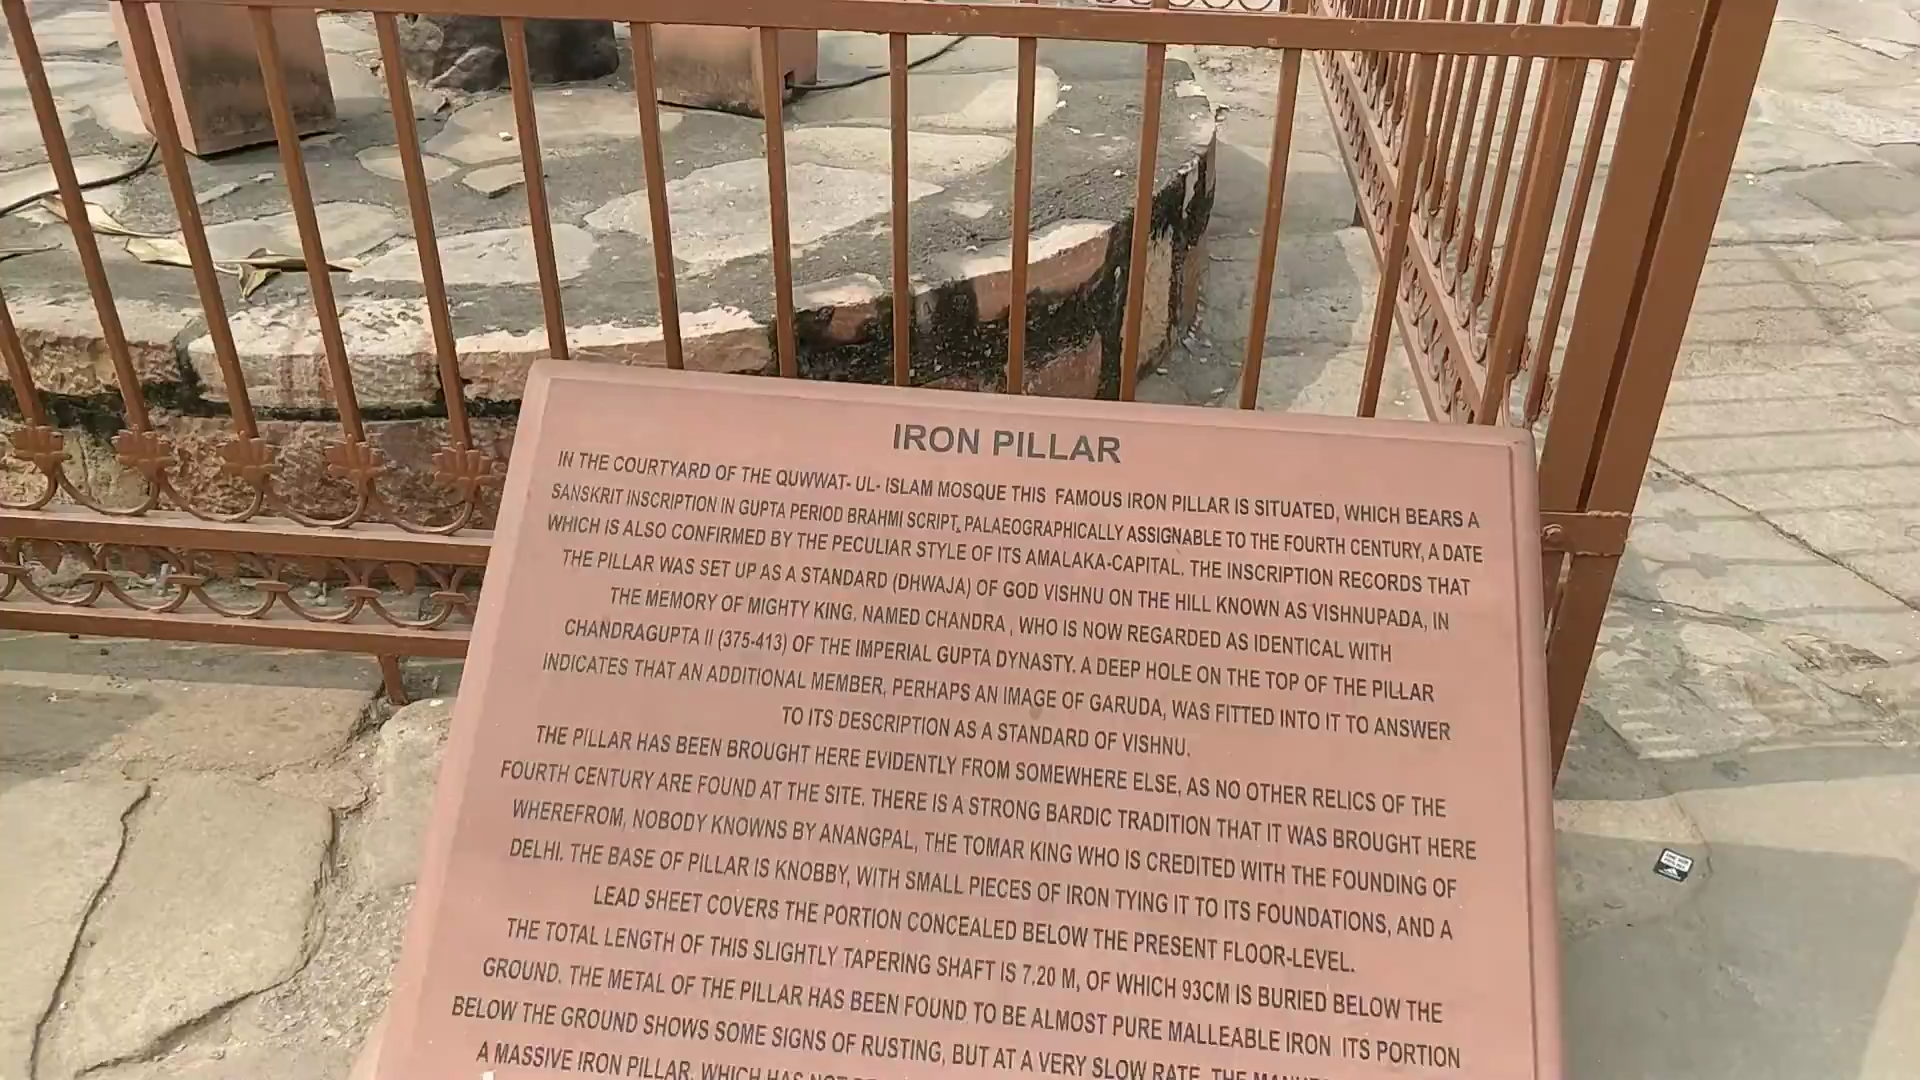 IRON PILLAR
IN THE COURTYARD OF THE QUWWAT- UL- ISLAM MOSQUE THIS FAMOUS IRON PILLAR IS SITUATED, WHICH BEARS A
SANSKRIT INSCRIPTION IN GUPTA PERIOD BRAHMI SCRIPT, PALAEOGRAPHICALLY ASSIGNABLE TO THE FOURTH CENTURY, A DATE
WHICH IS ALSO CONFIRMED BY THE PECULIAR STYLE OF ITS AMALAKA-CAPITAL. THE INSCRIPTION RECORDS THAT
THE PILLAR WAS SET UP AS A STANDARD (DHWAJA) OF GOD VISHNU ON THE HILL KNOWN AS VISHNUPADA, IN
THE MEMORY OF MIGHTY KING, NAMED CHANDRA , WHO IS NOW REGARDED AS IDENTICAL WITH
CHANDRAGUPTA II (375-413) OF THE IMPERIAL GUPTA DYNASTY. A DEEP HOLE ON THE TOP OF THE PILLAR
INDICATES THAT AN ADDITIONAL MEMBER, PERHAPS AN IMAGE OF GARUDA, WAS FITTED INTO IT TO ANSWER
TO ITS DESCRIPTION AS A STANDARD OF VISHNU.
THE PILLAR HAS BEEN BROUGHT HERE EVIDENTLY FROM SOMEWHERE ELSE, AS NO OTHER RELICS OF THE
FOURTH CENTURY ARE FOUND AT THE SITE. THERE IS A STRONG BARDIC TRADITION THAT IT WAS BROUGHT HERE
WHEREFROM, NOBODY KNOWNS BY ANANGPAL, THE TOMAR KING WHO IS CREDITED WITH THE FOUNDING OF
DELHI. THE BASE OF PILLAR IS KNOBBY, WITH SMALL PIECES OF IRON TYING IT TO ITS FOUNDATIONS, AND A
LEAD SHEET COVERS THE PORTION CONCEALED BELOW THE PRESENT FLOOR-LEVEL.
THE TOTAL LENGTH OF THIS SLIGHTLY TAPERING SHAFT IS 7.20 M, OF WHICH 93CM IS BURIED BELOW THE
GROUND. THE METAL OF THE PILLAR HAS BEEN FOUND TO BE ALMOST PURE MALLEABLE IRON ITS PORTION
BELOW THE GROUND SHOWS SOME SIGNS OF RUSTING, BUT AT A VERY SLOW RATE. THE
A MASSIVE IRON PILLAR, WHICH HAS NOT